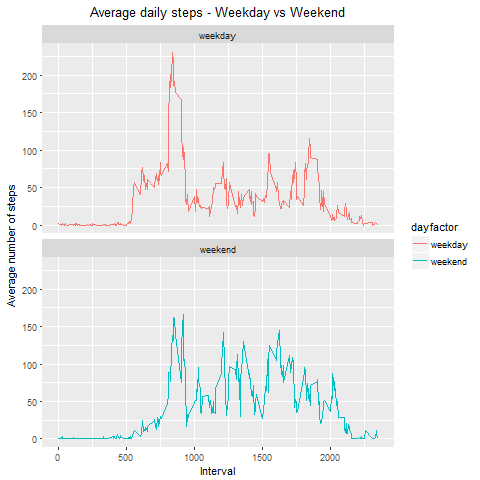 Average daily steps - Weekday vs Weekend
weekday
200
150
100
50
0
weekend
200
150
100
50
0
0 500 1000 1500 2000
Interval
Average number of steps
dayfactor
weekday
weekend